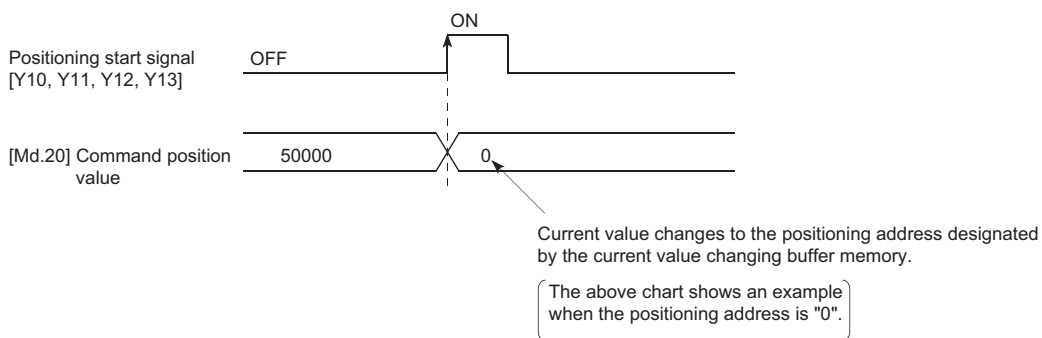 ON
Positioning start signal
[Y10, Y11, Y12, Y13]
OFF
[Md.20] Command position
value
50000
0
Current value changes to the positioning address designated
by the current value changing buffer memory.
The above chart shows an example
when the positioning address is "0".